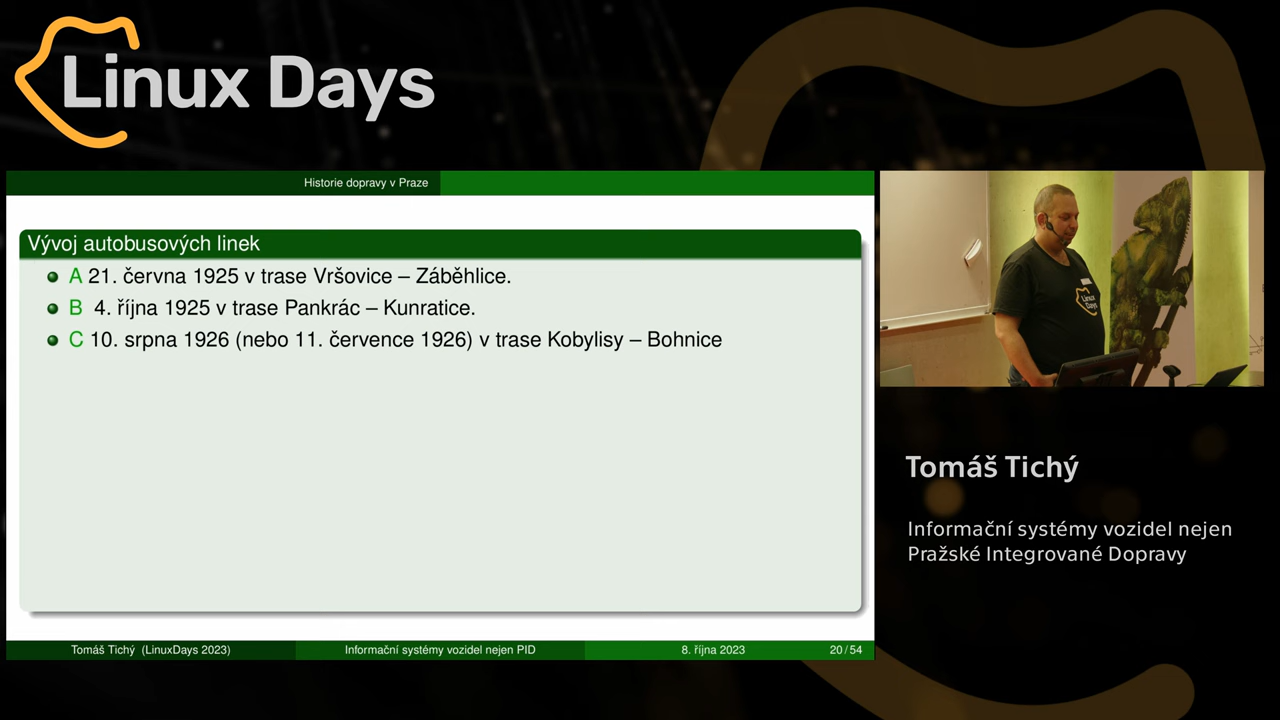 Linux Days
Historie dopravy v Praze
Vývoj autobusových linek
A 21. června 1925 v trase Vršovice – Záběhlice.
B 4. října 1925 v trase Pankrác – Kunratice.
C 10. srpna 1926 (nebo 11. července 1926) v trase Kobylisy – Bohnice
Tomáš Tichý (LinuxDays 2023) Informační systémy vozidel nejen PID 8. října 2023 20 / 54
Linux
Days
Tomáš Tichý
Informační systémy vozidel nejen
Pražské Integrované Dopravy